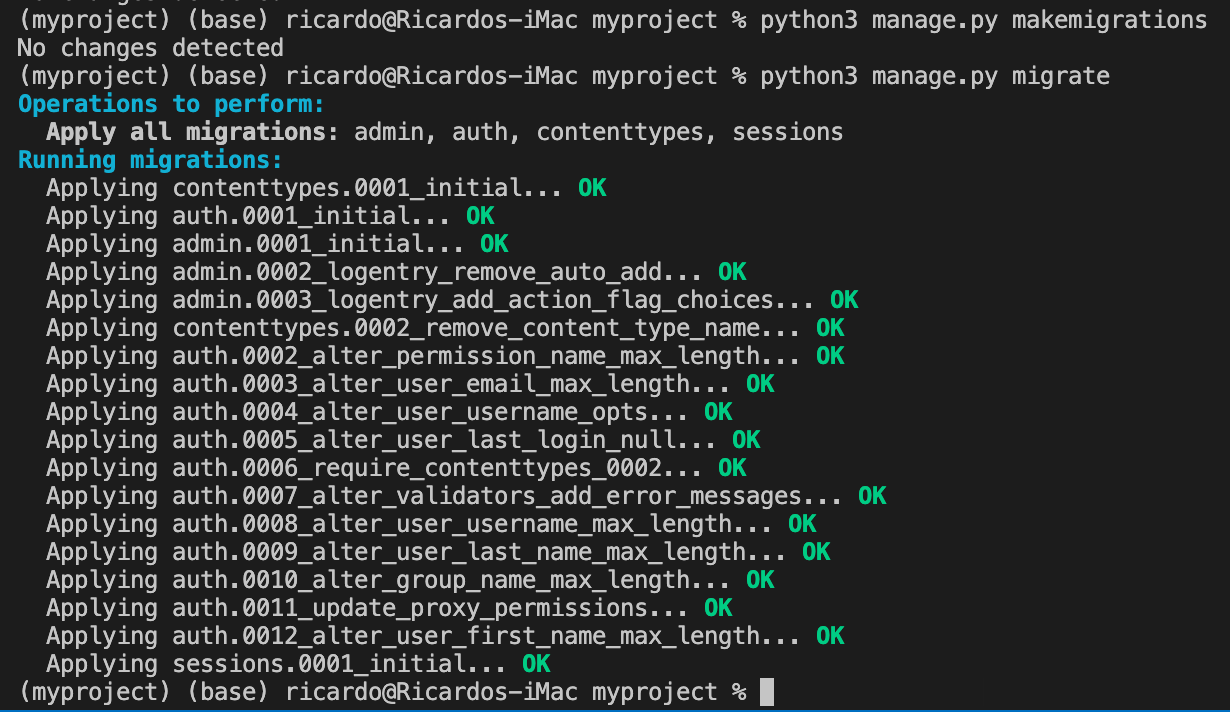 (myproject) (base) ricardo@Ricardos-iMac myproject % python3 manage.py makemigrations
No changes detected
(myproject) (base) ricardo@Ricardos-iMac myproject % python3 manage.py migrate
Operations to perform:
  Apply all migrations: admin, auth, contenttypes, sessions
Running migrations:
  Applying contenttypes.0001_initial... OK
  Applying auth.0001_initial... OK
  Applying admin.0001_initial... OK
  Applying admin.0002_logentry_remove_auto_add... OK
  Applying admin.0003_logentry_add_action_flag_choices... OK
  Applying contenttypes.0002_remove_content_type_name... OK
  Applying auth.0002_alter_permission_name_max_length... OK
  Applying auth.0003_alter_user_email_max_length... OK
  Applying auth.0004_alter_user_username_opts... OK
  Applying auth.0005_alter_user_last_login_null... OK
  Applying auth.0006_require_contenttypes_0002... OK
  Applying auth.0007_alter_validators_add_error_messages... OK
  Applying auth.0008_alter_user_username_max_length... OK
  Applying auth.0009_alter_user_last_name_max_length... OK
  Applying auth.0010_alter_group_name_max_length... OK
  Applying auth.0011_update_proxy_permissions... OK
  Applying auth.0012_alter_user_first_name_max_length... OK
  Applying sessions.0001_initial... OK
(myproject) (base) ricardo@Ricardos-iMac myproject %